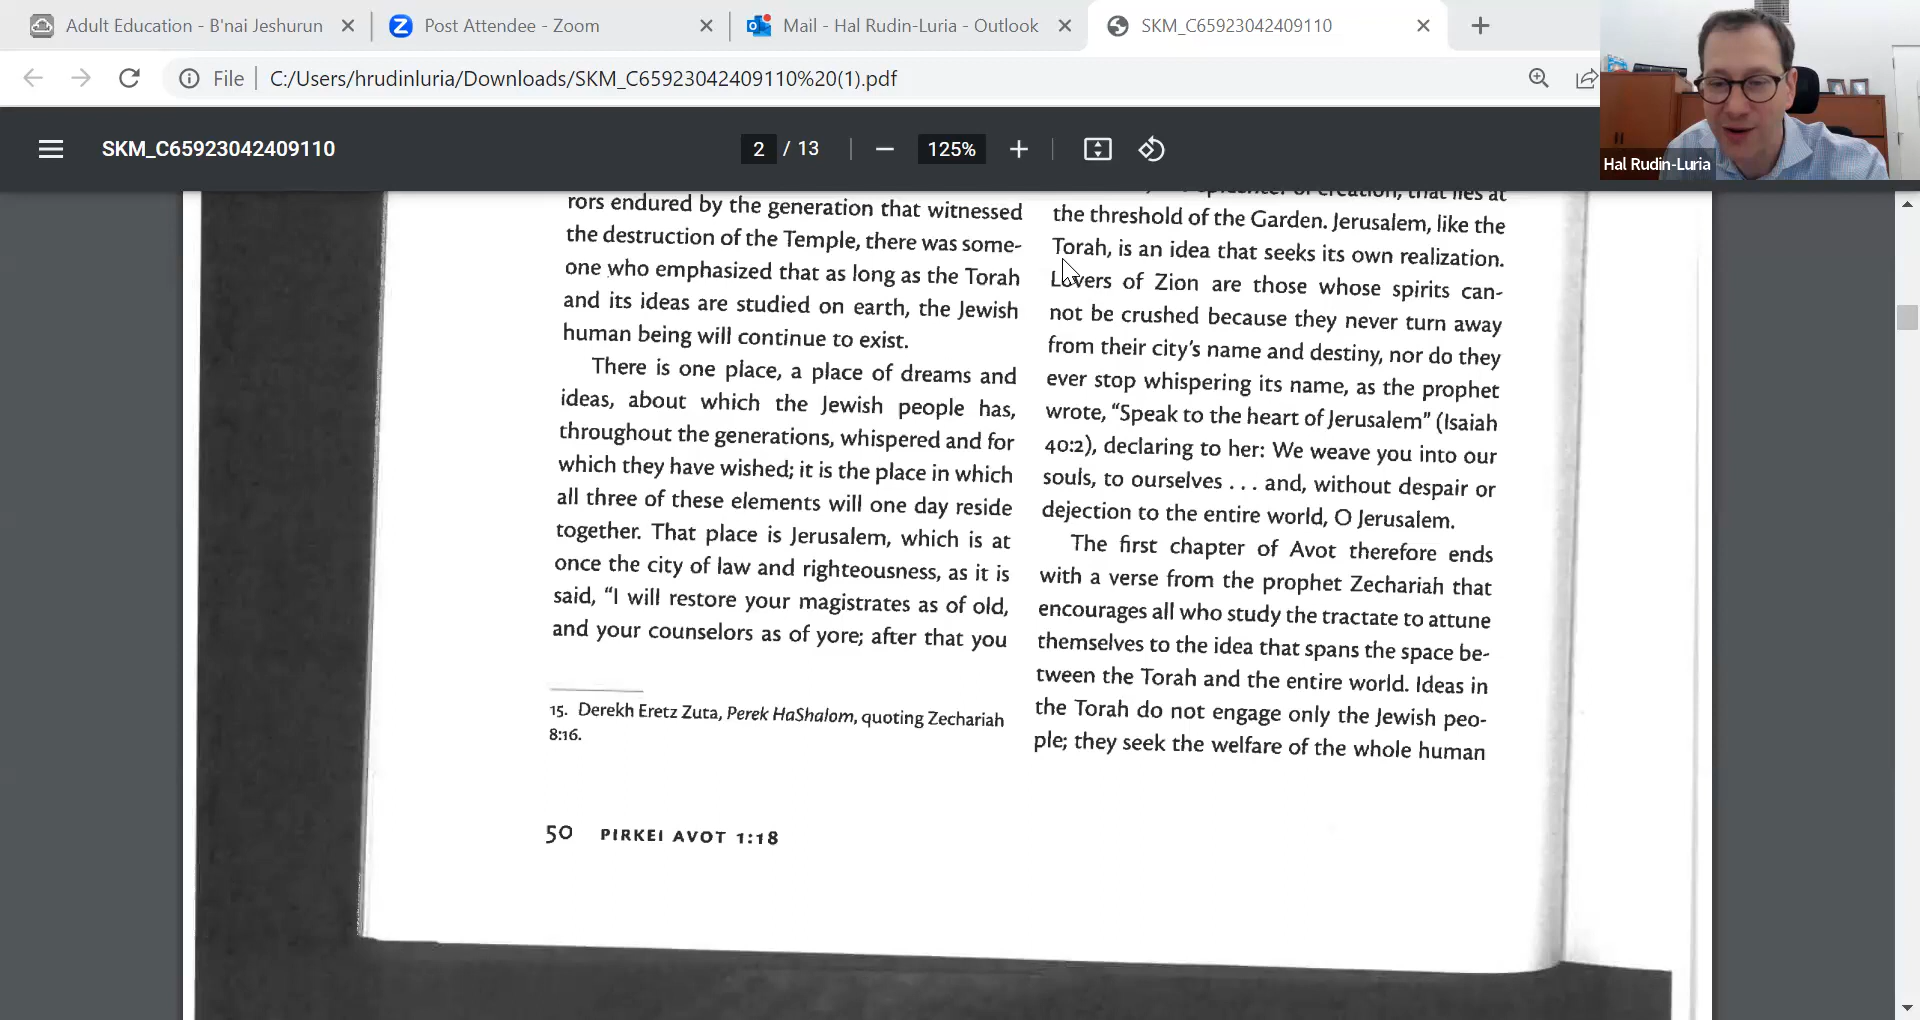 Adult Education - B'nai Jeshurun
Post Attendee - Zoom
Mail - Hal Rudin-Luria - Outlook
SKM_C65923042409110
File
C:/Users/hrudinluria/Downloads/SKM_C65923042409110%20(1).pdf
SKM_C65923042409110
2 / 13
125%
Hal Rudin-Luria
rors endured by the generation that witnessed
the destruction of the Temple, there was some-
one who emphasized that as long as the Torah
and its ideas are studied on earth, the Jewish
human being will continue to exist.
There is one place, a place of dreams and
ideas, about which the Jewish people has,
throughout the generations, whispered and for
which they have wished; it is the place in which
all three of these elements will one day reside
together. That place is Jerusalem, which is at
once the city of law and righteousness, as it is
said, “I will restore your magistrates as of old,
and your counselors as of yore; after that you
15. Derekh Eretz Zuta, Perek HaShalom, quoting Zechariah
8:16.
of creation, that lies at
the threshold of the Garden. Jerusalem, like the
Torah, is an idea that seeks its own realization.
Lovers of Zion are those whose spirits can-
not be crushed because they never turn away
from their city’s name and destiny, nor do they
ever stop whispering its name, as the prophet
wrote, “Speak to the heart of Jerusalem” (Isaiah
40:2), declaring to her: We weave you into our
souls, to ourselves . . . and, without despair or
dejection to the entire world, O Jerusalem.
The first chapter of Avot therefore ends
with a verse from the prophet Zechariah that
encourages all who study the tractate to attune
themselves to the idea that spans the space be-
tween the Torah and the entire world. Ideas in
the Torah do not engage only the Jewish peo-
ple; they seek the welfare of the whole human
50 PIRKEI AVOT 1:18